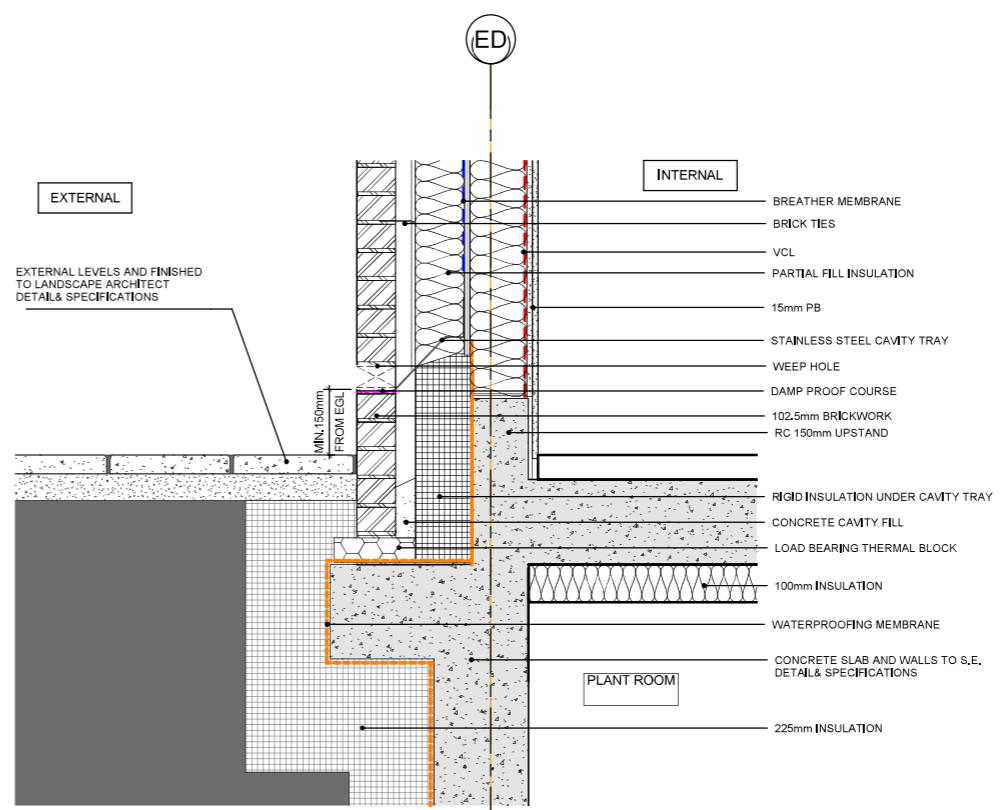 ED
EXTERNAL
INTERNAL
EXTERNAL LEVELS AND FINISHED
TO LANDSCAPE ARCHITECT
DETAIL& SPECIFICATIONS
MIN.150mm
FROM EGL
BREATHER MEMBRANE
BRICK TIES
VCL
PARTIAL FILL INSULATION
15mm PB
STAINLESS STEEL CAVITY TRAY
WEEP HOLE
DAMP PROOF COURSE
102.5mm BRICKWORK
RC 150mm UPSTAND
RIGID INSULATION UNDER CAVITY TRAY
CONCRETE CAVITY FILL
LOAD BEARING THERMAL BLOCK
100mm INSULATION
WATERPROOFING MEMBRANE
CONCRETE SLAB AND WALLS TO S.E.
DETAIL& SPECIFICATIONS
PLANT ROOM
225mm INSULATION